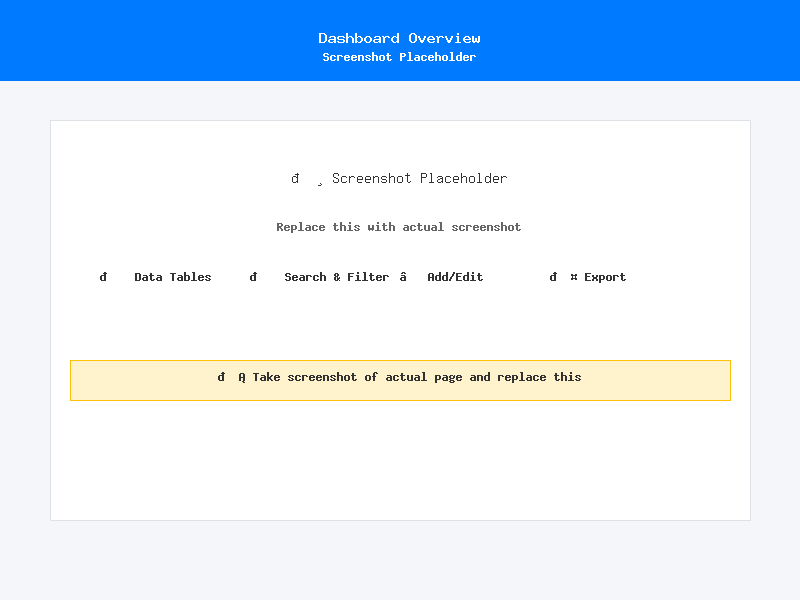 Dashboard Overview
Screenshot Placeholder
đ ¸ Screenshot Placeholder
Replace this with actual screenshot
đ Data Tables đ Search & Filter â Add/Edit đ ¤ Export
đ Ą Take screenshot of actual page and replace this